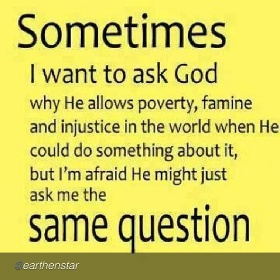 Sometimes
I want to ask God
why He allows poverty, famine
and injustice in the world when He
could do something about it,
but I'm afraid He might just
ask me the
same question
@earthenstar